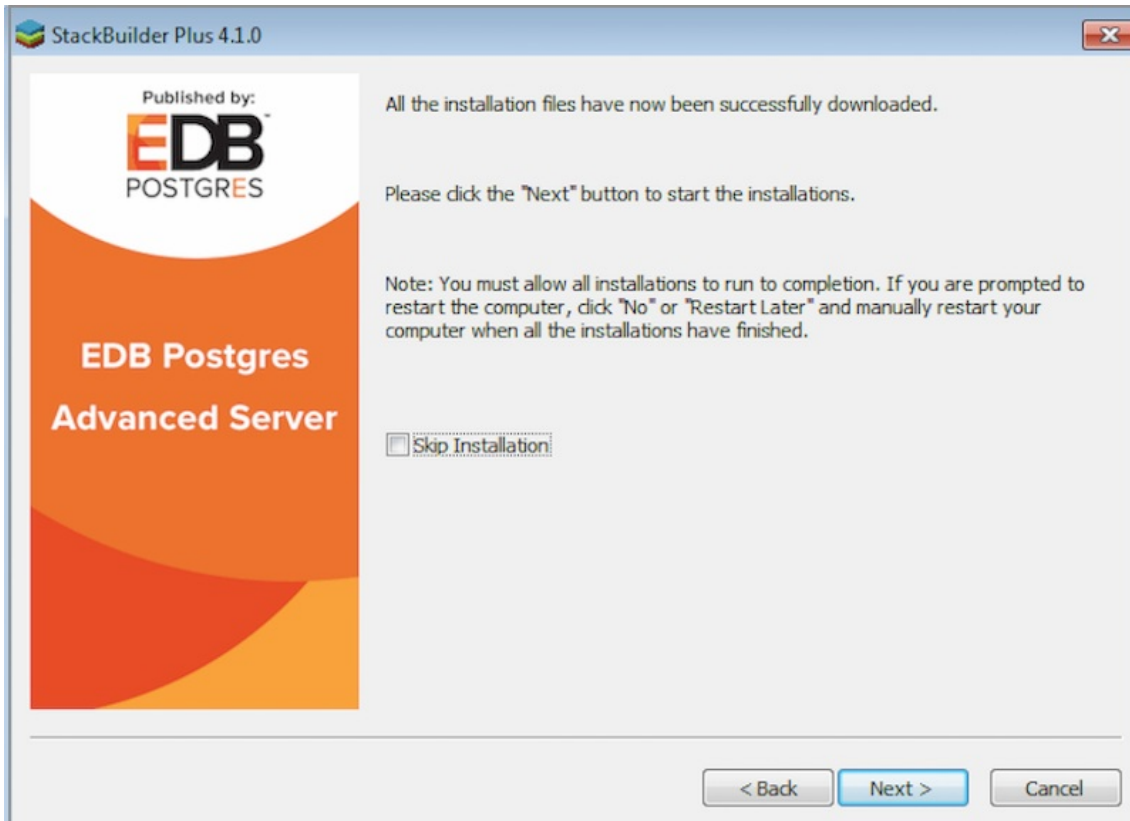 StackBuilder Plus 4.1.0
Published by:
EDB™
POSTGRES
EDB Postgres
Advanced Server
All the installation files have now been successfully downloaded.
Please click the "Next" button to start the installations.
Note: You must allow all installations to run to completion. If you are prompted to
restart the computer, click "No" or "Restart Later" and manually restart your
computer when all the installations have finished.
Skip Installation
< Back
Next >
Cancel